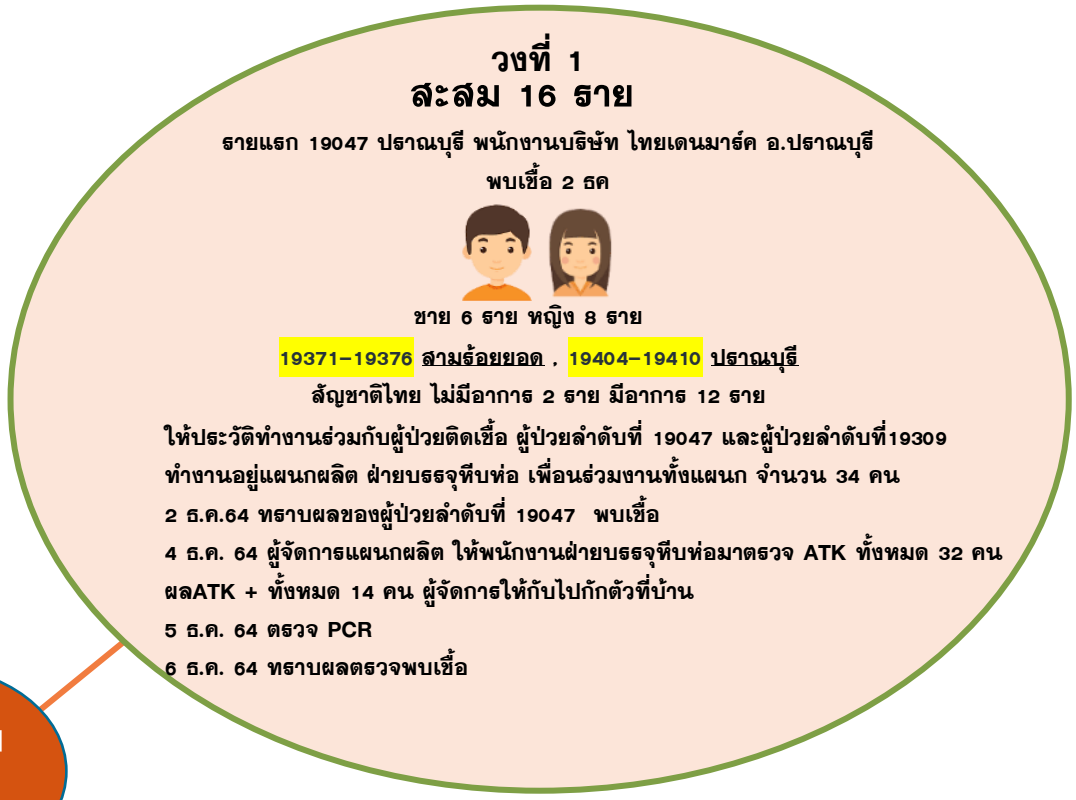 วงที่ 1
สะสม 16 ราย
รายแรก 19047 ปราณบุรี พนักงานบริษัท ไทยเดนมาร์ค อ.ปราณบุรี
พบเชื้อ 2 ธค
ชาย 6 ราย หญิง 8 ราย
19371-19376 สามร้อยยอด , 19404-19410 ปราณบุรี
สัญชาติไทย ไม่มีอาการ 2 ราย มีอาการ 12 ราย
ให้ประวัติทำงานร่วมกับผู้ป่วยติดเชื้อ ผู้ป่วยลำดับที่ 19047 และผู้ป่วยลำดับที่19309
ทำงานอยู่แผนกผลิต ฝ่ายบรรจุหีบห่อ เพื่อนร่วมงานทั้งแผนก จำนวน 34 คน
2 ธ.ค.64 ทราบผลของผู้ป่วยลำดับที่ 19047 พบเชื้อ
4 ธ.ค. 64 ผู้จัดการแผนกผลิต ให้พนักงานฝ่ายบรรจุหีบห่อมาตรวจ ATK ทั้งหมด 32 คน
ผลATK + ทั้งหมด 14 คน ผู้จัดการให้กับไปกักตัวที่บ้าน
5 ธ.ค. 64 ตรวจ PCR
6 ธ.ค. 64 ทราบผลตรวจพบเชื้อ